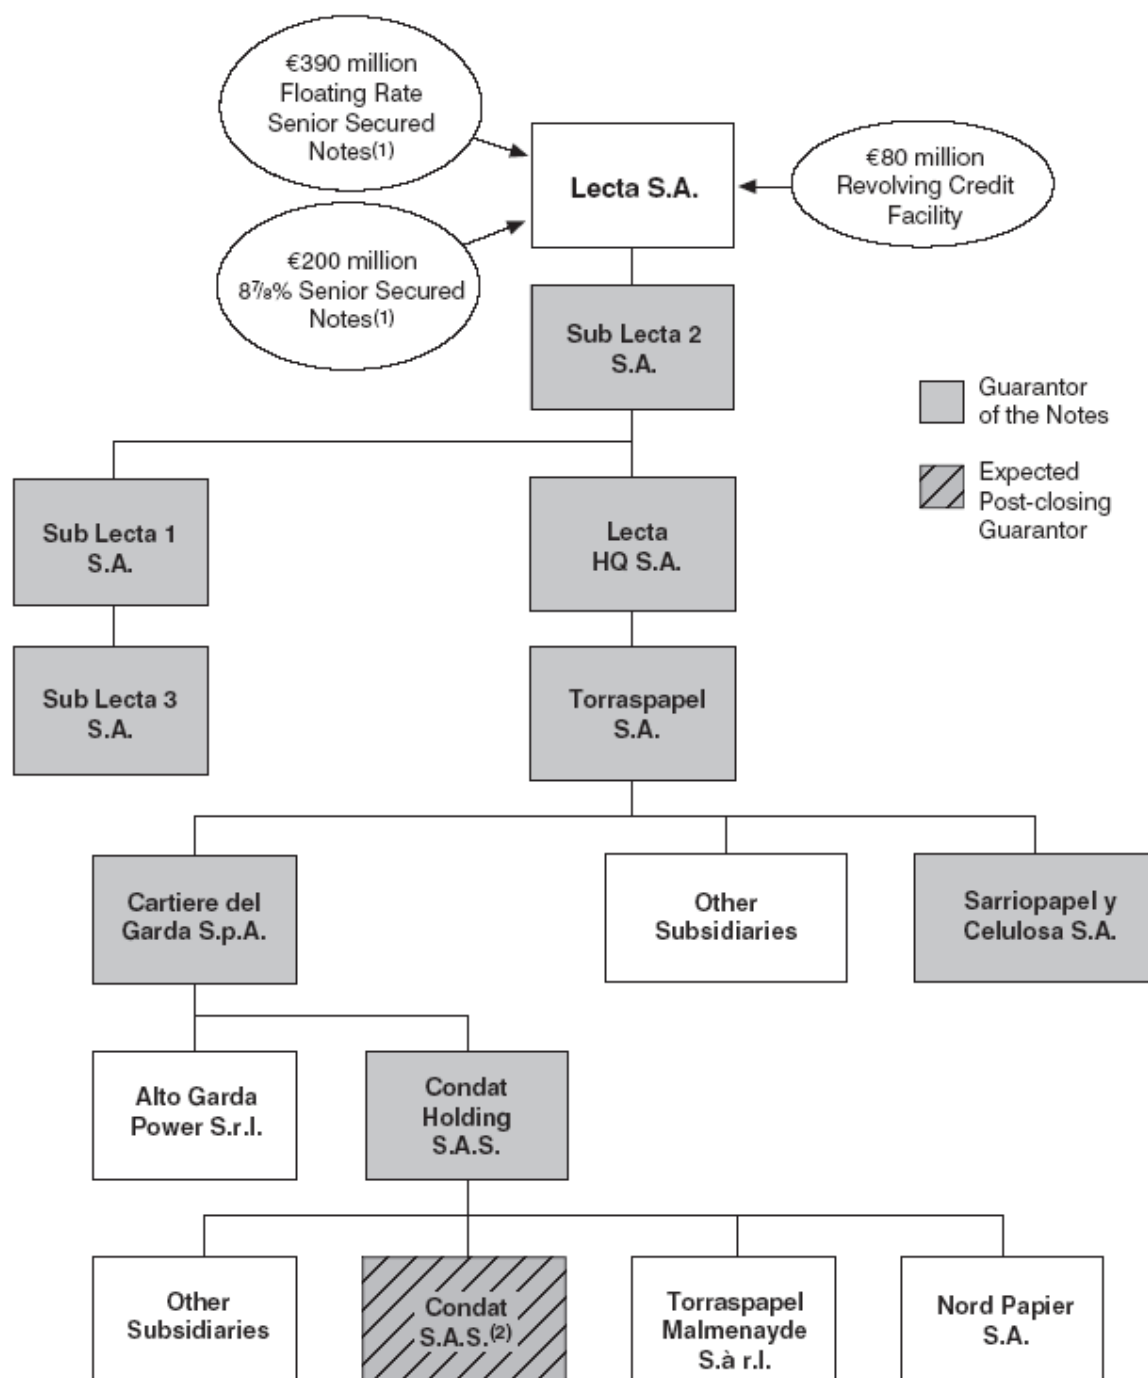 €390 million
Floating Rate
Senior Secured
Notes(1)
Lecta S.A.
€80 million
Revolving Credit
Facility
€200 million
8⅞% Senior Secured
Notes(1)
Sub Lecta 2
S.A.
Guarantor
of the Notes
Expected
Post-closing
Guarantor
Sub Lecta 1
S.A.
Lecta
HQ S.A.
Sub Lecta 3
S.A.
Torraspapel
S.A.
Cartiere del
Garda S.p.A.
Other
Subsidiaries
Sarriopapel y
Celulosa S.A.
Alto Garda
Power S.r.l.
Condat
Holding
S.A.S.
Other
Subsidiaries
Condat
S.A.S.(2)
Torraspapel
Malmenayde
S.à r.l.
Nord Papier
S.A.